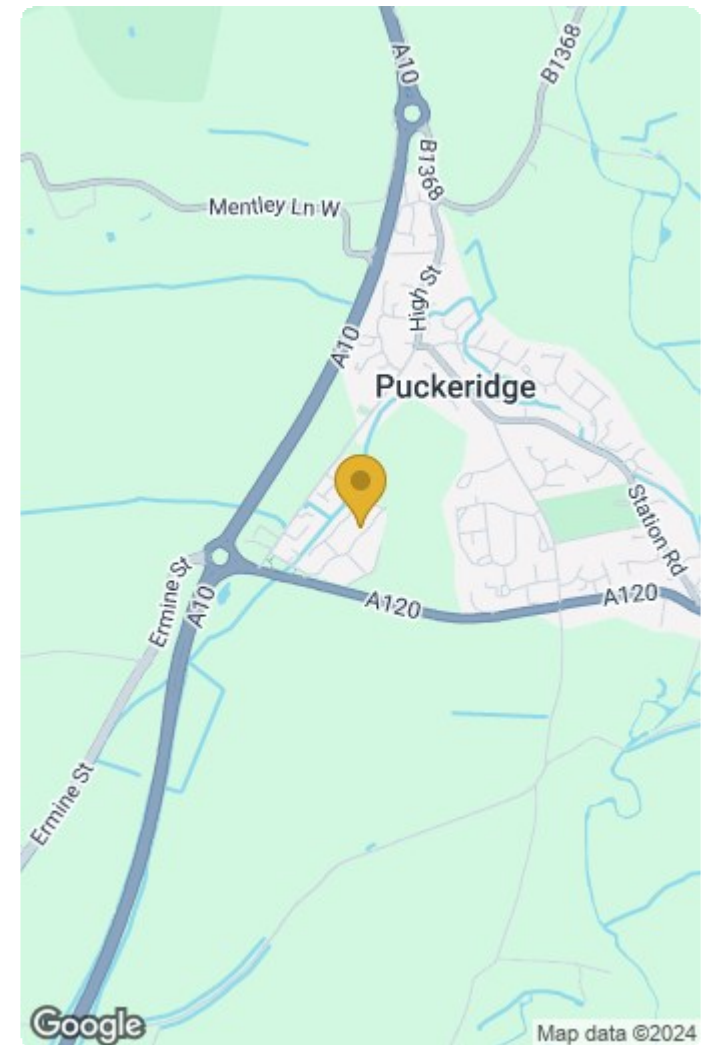 A10
B1368
B1368
Mentley Ln W
High St
A10
Puckeridge
Station Rd
Ermine St
A10
A120
A120
Ermine St
Google
Map data ©2024